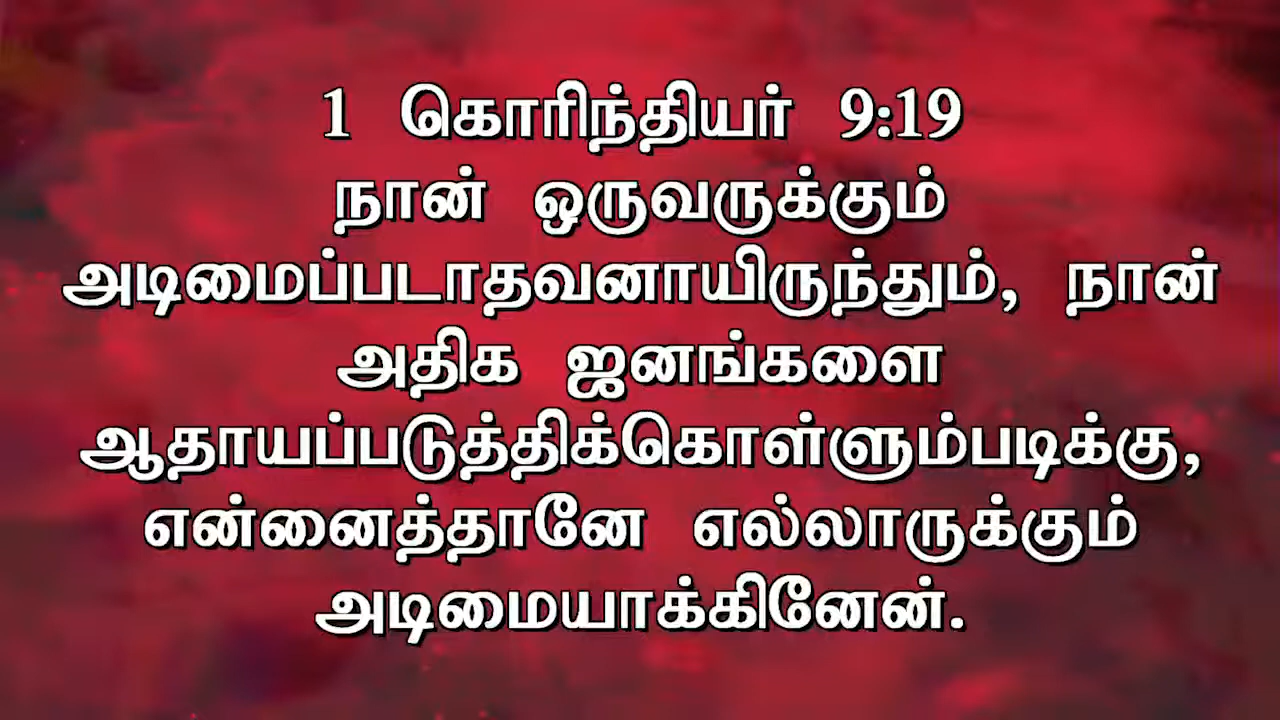 1 கொரிந்தியர் 9:19
நான் ஒருவருக்கும்
அடிமைப்படாதவனாயிருந்தும், நான்
அதிக ஜனங்களை
ஆதாயப்படுத்திக்கொள்ளும்படிக்கு,
என்னைத்தானே எல்லாருக்கும்
அடிமையாக்கினேன்.